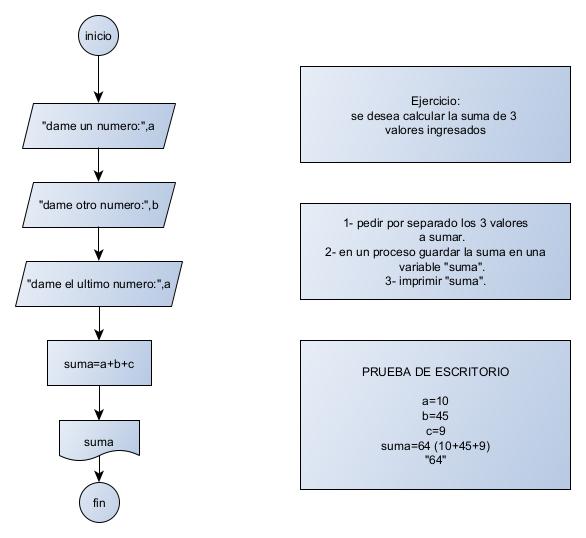 inicio
"dame un numero:",a
"dame otro numero:",b
"dame el ultimo numero:",a
suma=a+b+c
suma
fin
Ejercicio:
se desea calcular la suma de 3
valores ingresados
1- pedir por separado los 3 valores
a sumar.
2- en un proceso guardar la suma en una
variable "suma".
3- imprimir "suma".
PRUEBA DE ESCRITORIO
a=10
b=45
c=9
suma=64 (10+45+9)
"64"